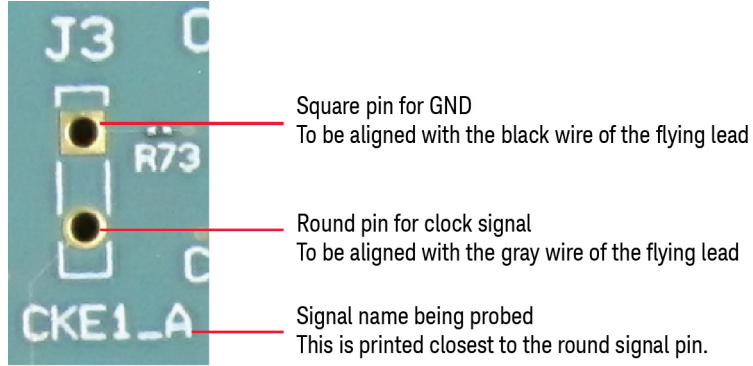 J3
Square pin for GND
To be aligned with the black wire of the flying lead
R73
Round pin for clock signal
To be aligned with the gray wire of the flying lead
CKE1_A
Signal name being probed
This is printed closest to the round signal pin.